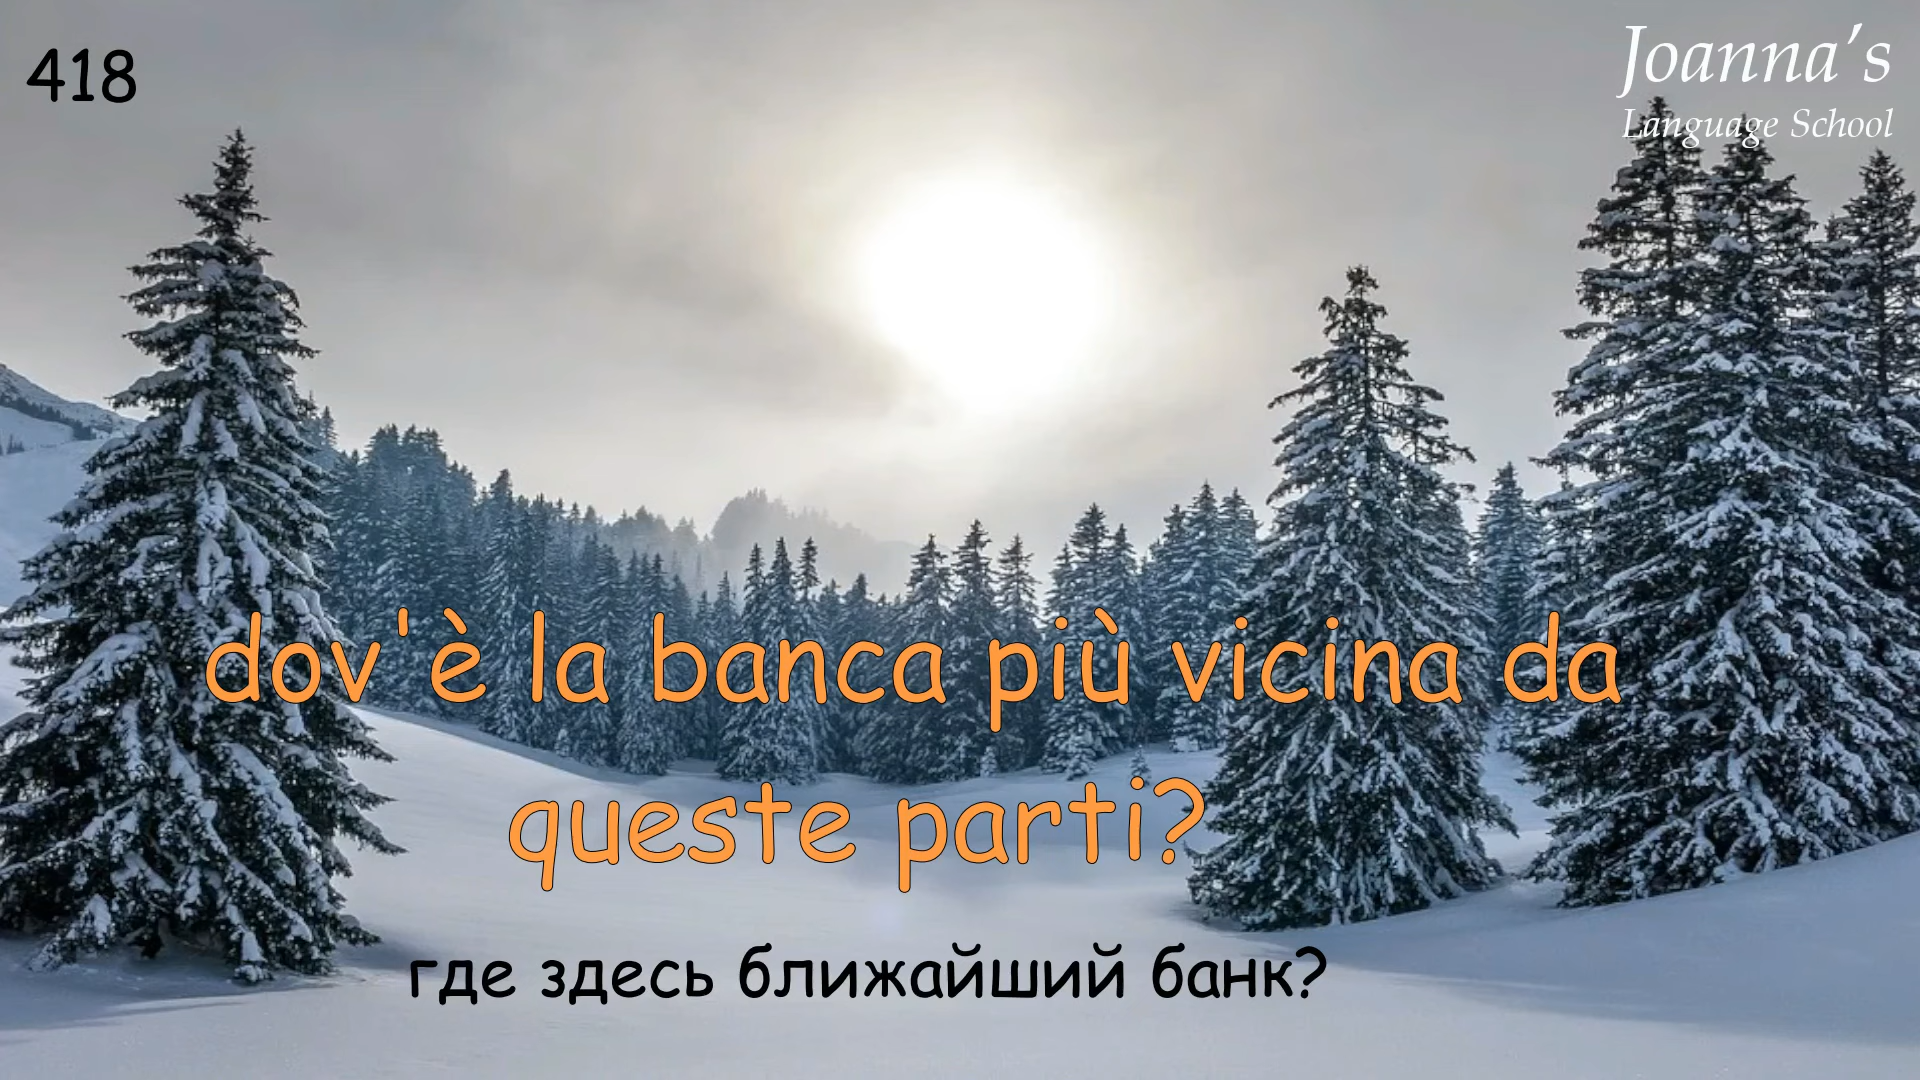 418
Joanna’s
Language School
dov'è la banca più vicina da
queste parti?
где здесь ближайший банк?